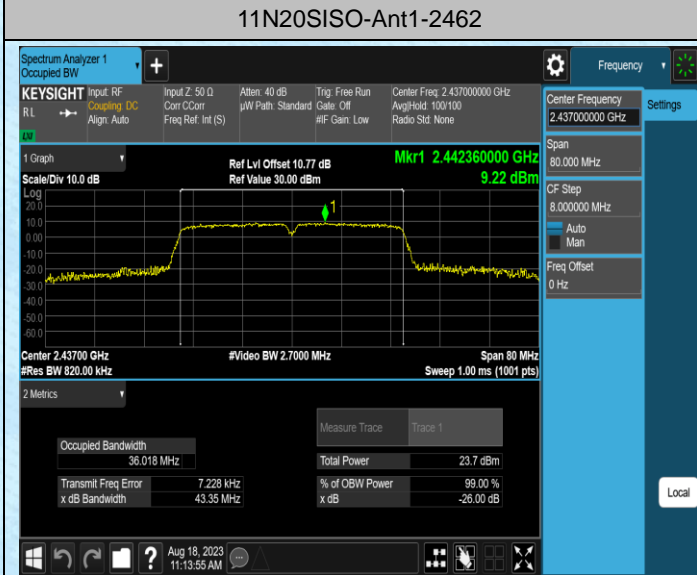 11N20SISO-Ant1-2462
Spectrum Analyzer 1
Occupied BW
Frequency
KEYSIGHT
RL
Input: RF
Coupling: DC
Align: Auto
Input Z: 50 Ω
Corr CCorr
Freq Ref: Int (S)
Atten: 40 dB
µW Path: Standard
Trig: Free Run
Gate: Off
#IF Gain: Low
Center Freq: 2.437000000 GHz
Avg|Hold: 100/100
Radio Std: None
Center Frequency
2.437000000 GHz
Settings
Span
80.000 MHz
CF Step
8.000000 MHz
Auto
Man
Freq Offset
0 Hz
1 Graph
Scale/Div 10.0 dB
Ref Lvl Offset 10.77 dB
Ref Value 30.00 dBm
Mkr1 2.442360000 GHz
9.22 dBm
Log
20.0
10.0
0.00
-10.0
-20.0
-30.0
-40.0
-50.0
-60.0
1
Center 2.43700 GHz
#Res BW 820.00 kHz
#Video BW 2.7000 MHz
Span 80 MHz
Sweep 1.00 ms (1001 pts)
2 Metrics
Measure Trace
Trace 1
Occupied Bandwidth
36.018 MHz
Total Power
23.7 dBm
Transmit Freq Error
7.228 kHz
% of OBW Power
99.00 %
x dB Bandwidth
43.35 MHz
x dB
-26.00 dB
Local
?
Aug 18, 2023
11:13:55 AM